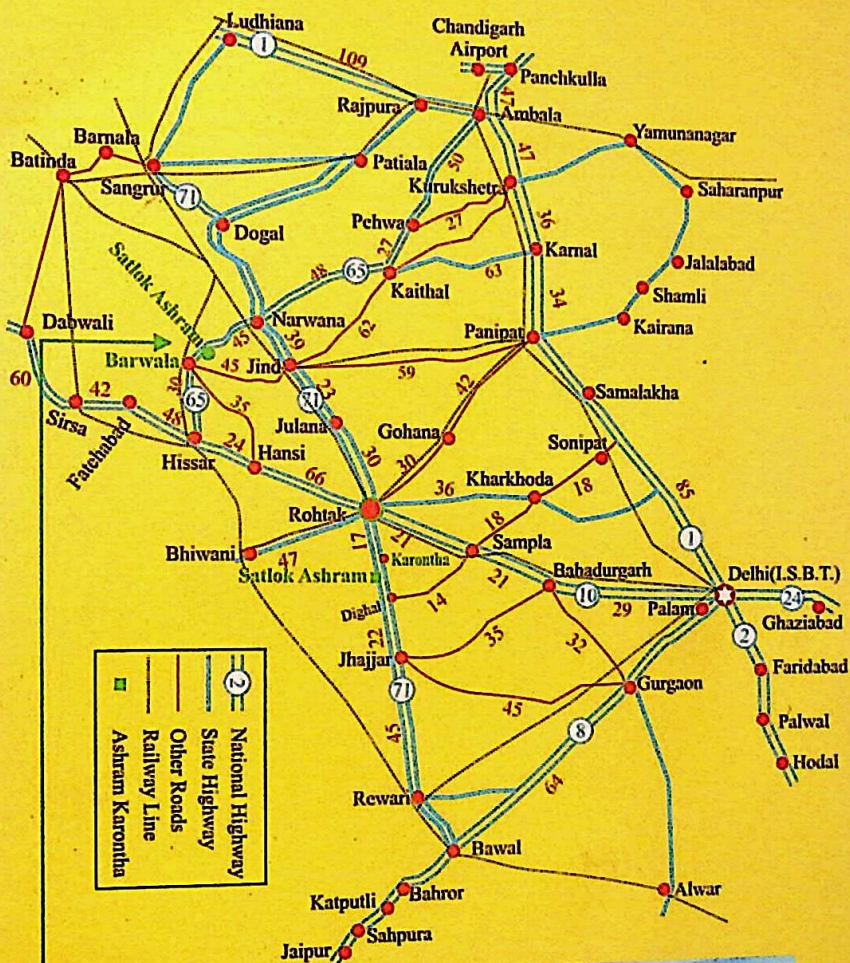 Ludhiana
1
109
Chandigarh
Airport
Panchkulla
47
Rajpura
Ambala
Yamunanagar
Barnala
Batinda
Sangrur
Patiala
50
47
Kurukshetra
Saharanpur
71
Dogal
Pehwa
27
36
Karnal
Jalalabad
Satlok Ashram
48
65
27
Kaithal
63
Shamli
34
Kairana
Dabwali
Narwana
62
Panipat
45
39
Barwala
45
Jind
59
60
30
65
35
23
71
42
Samalakha
42
Sirsa
Fatehabad
48
Hissar
24
Hansi
Julana
30
Gohana
30
Sonipat
66
Kharkhoda
18
85
36
Rohtak
18
1
Bhiwani
47
17
21
Sampla
Karontha
Satlok Ashram
21
Bahadurgarh
Delhi(I.S.B.T.)
10
29
Palam
24
Ghaziabad
Dighal
14
2
22
35
32
Faridabad
Jhajjar
71
45
Gurgaon
Palwal
8
Hodal
45
64
Rewari
Bawal
Alwar
Bahror
Katputli
Sahpura
Jaipur
2 National Highway
State Highway
Other Roads
Railway Line
Ashram Karontha